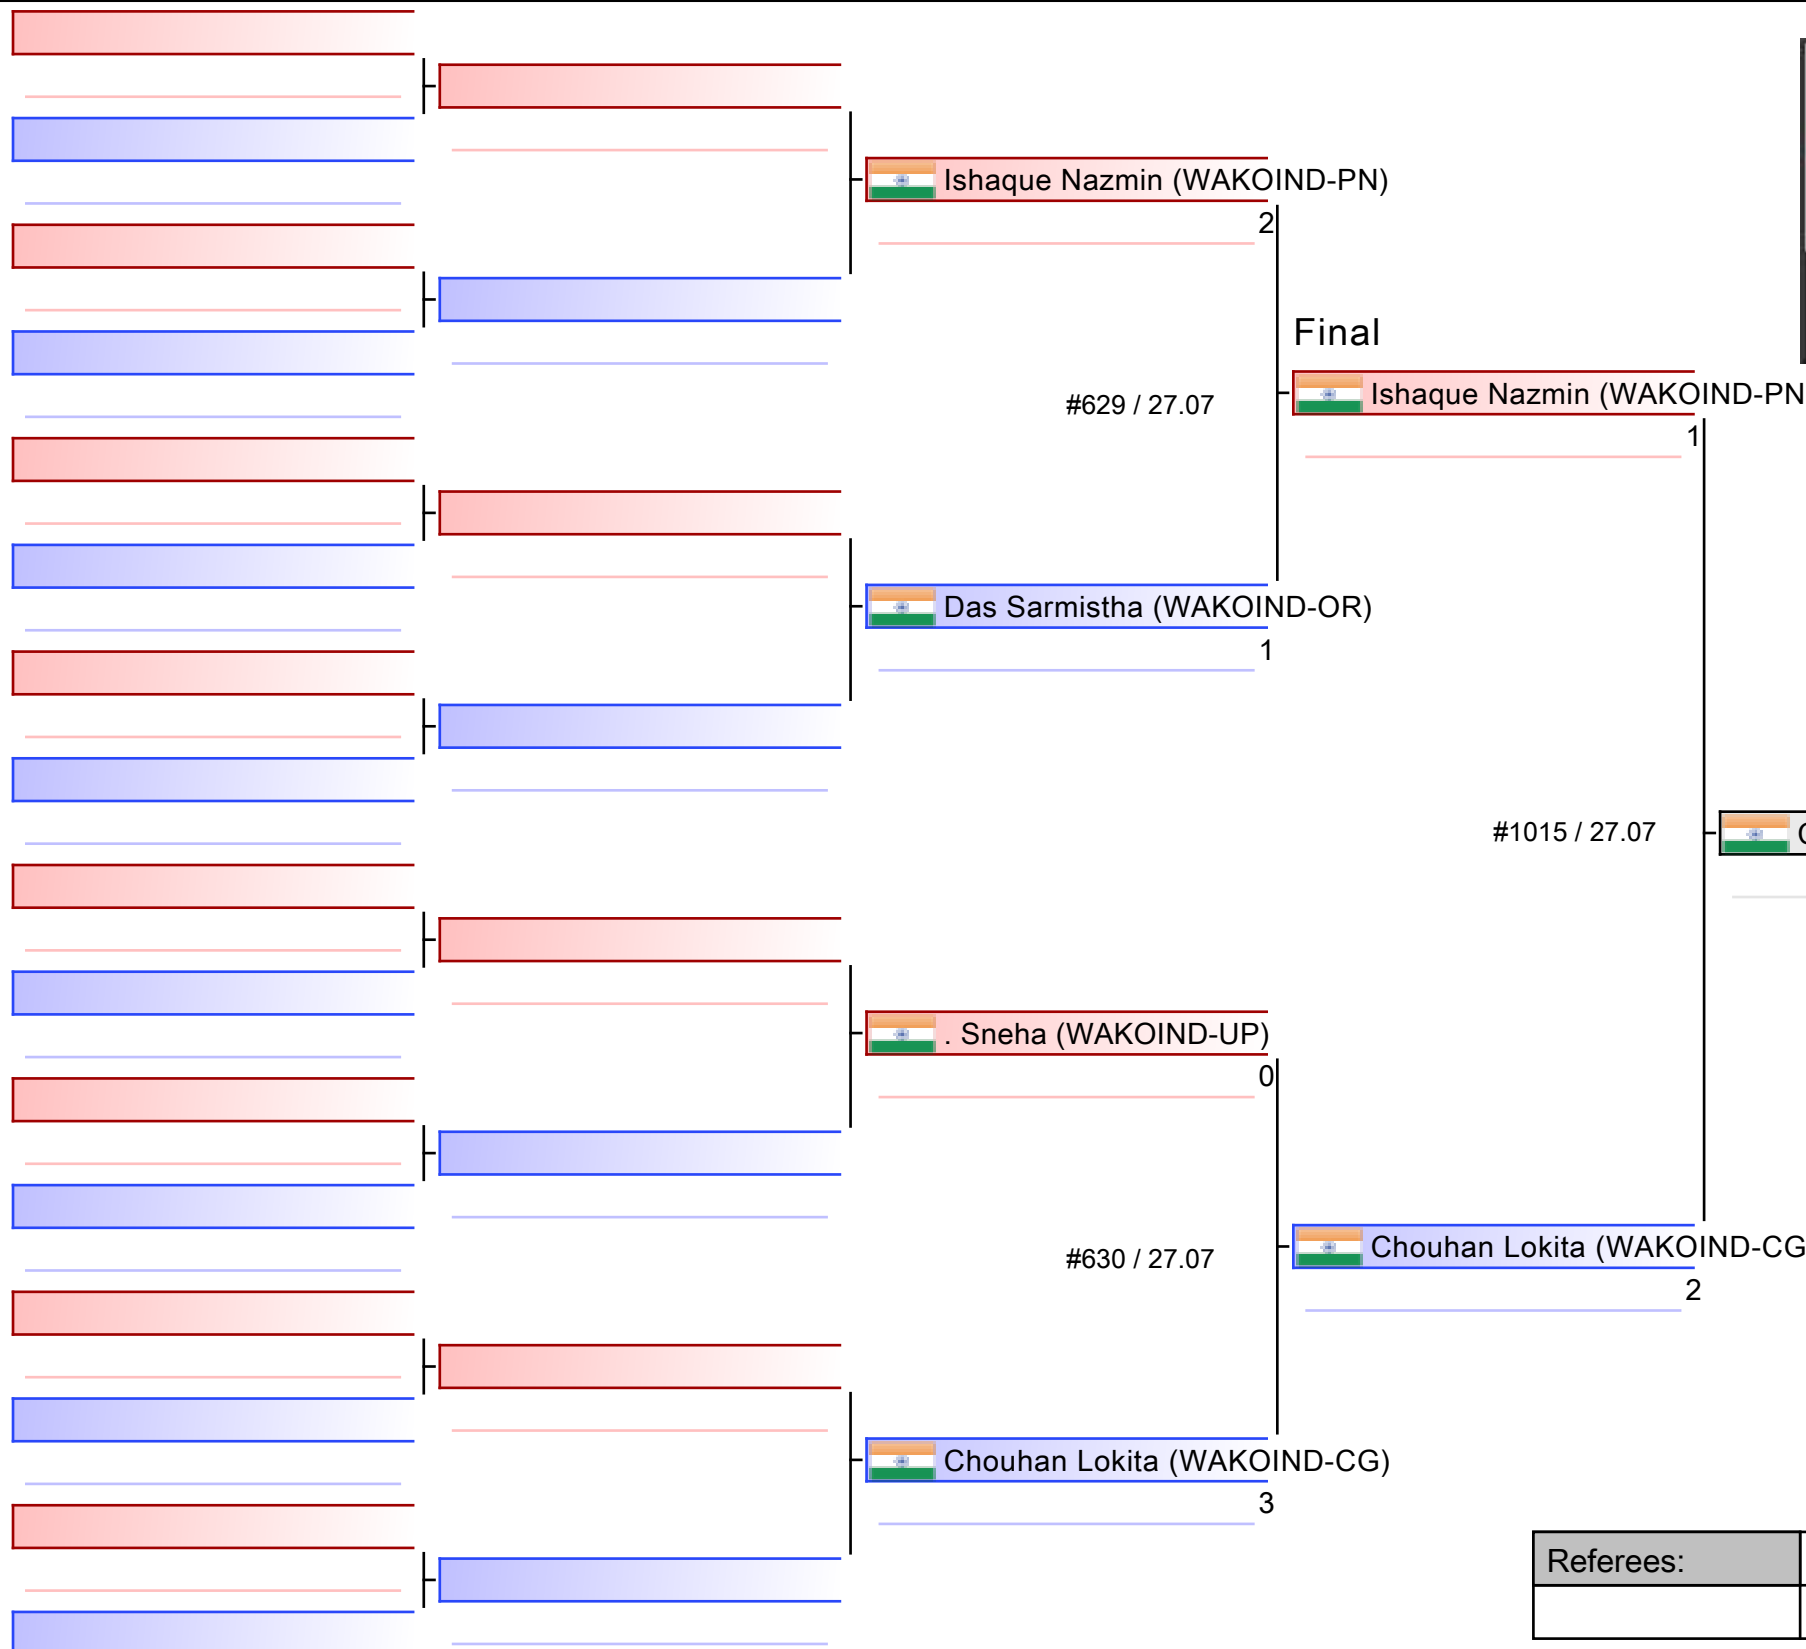 Ishaque Nazmin (WAKOIND-PN)
2
Final
#629 / 27.07
Ishaque Nazmin (WAKOIND-PN
1
Das Sarmistha (WAKOIND-OR)
1
#1015 / 27.07
. Sneha (WAKOIND-UP)
0
#630 / 27.07
Chouhan Lokita (WAKOIND-CG
2
Chouhan Lokita (WAKOIND-CG)
3
Referees: